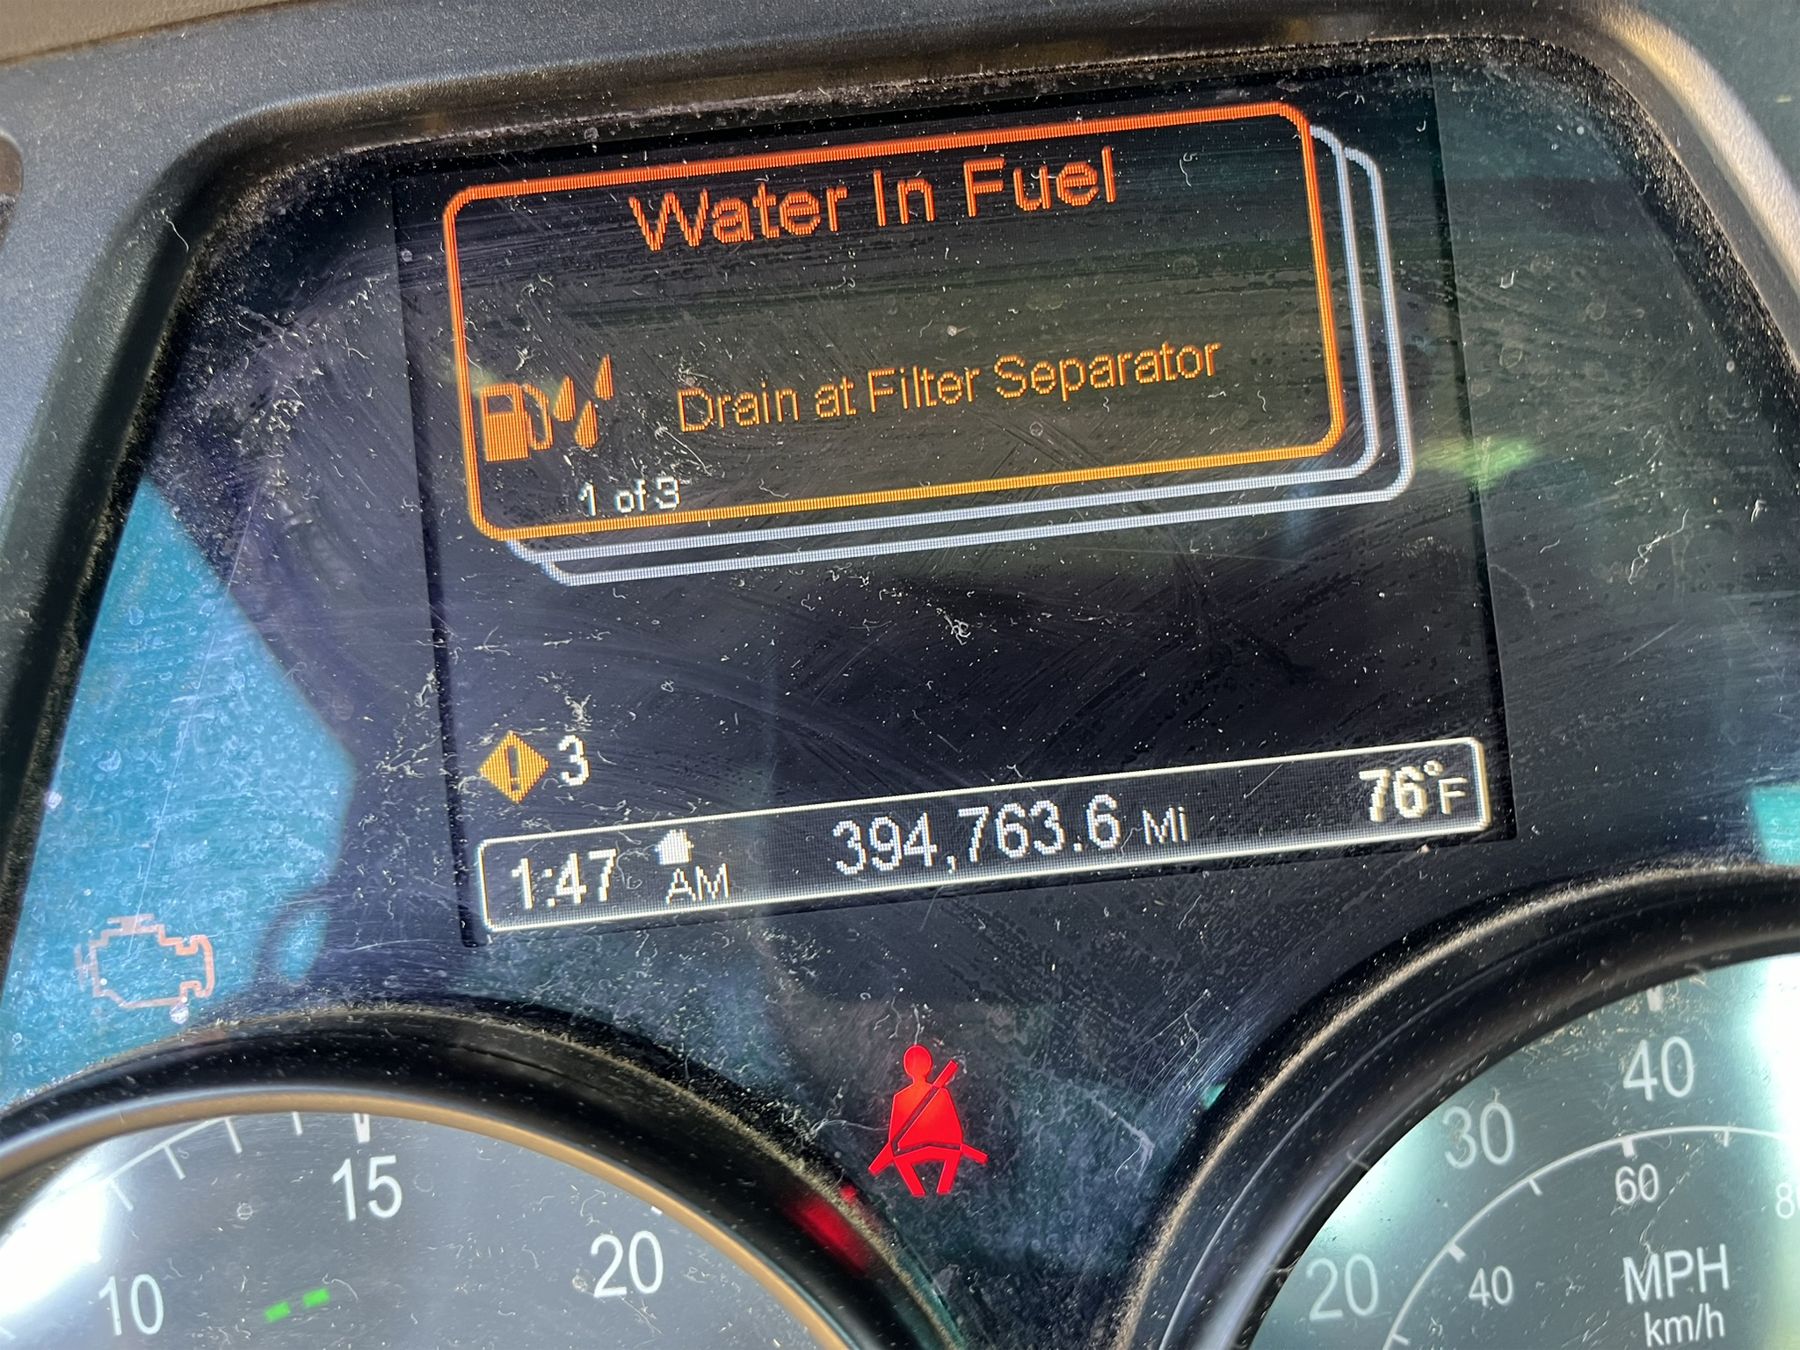 Water In Fuel
Drain at Filter Separator
1 of 3
3
1:47 AM 394,763.6 Mi 76°F
10 15 20
20 30 40
40 60
MPH
km/h